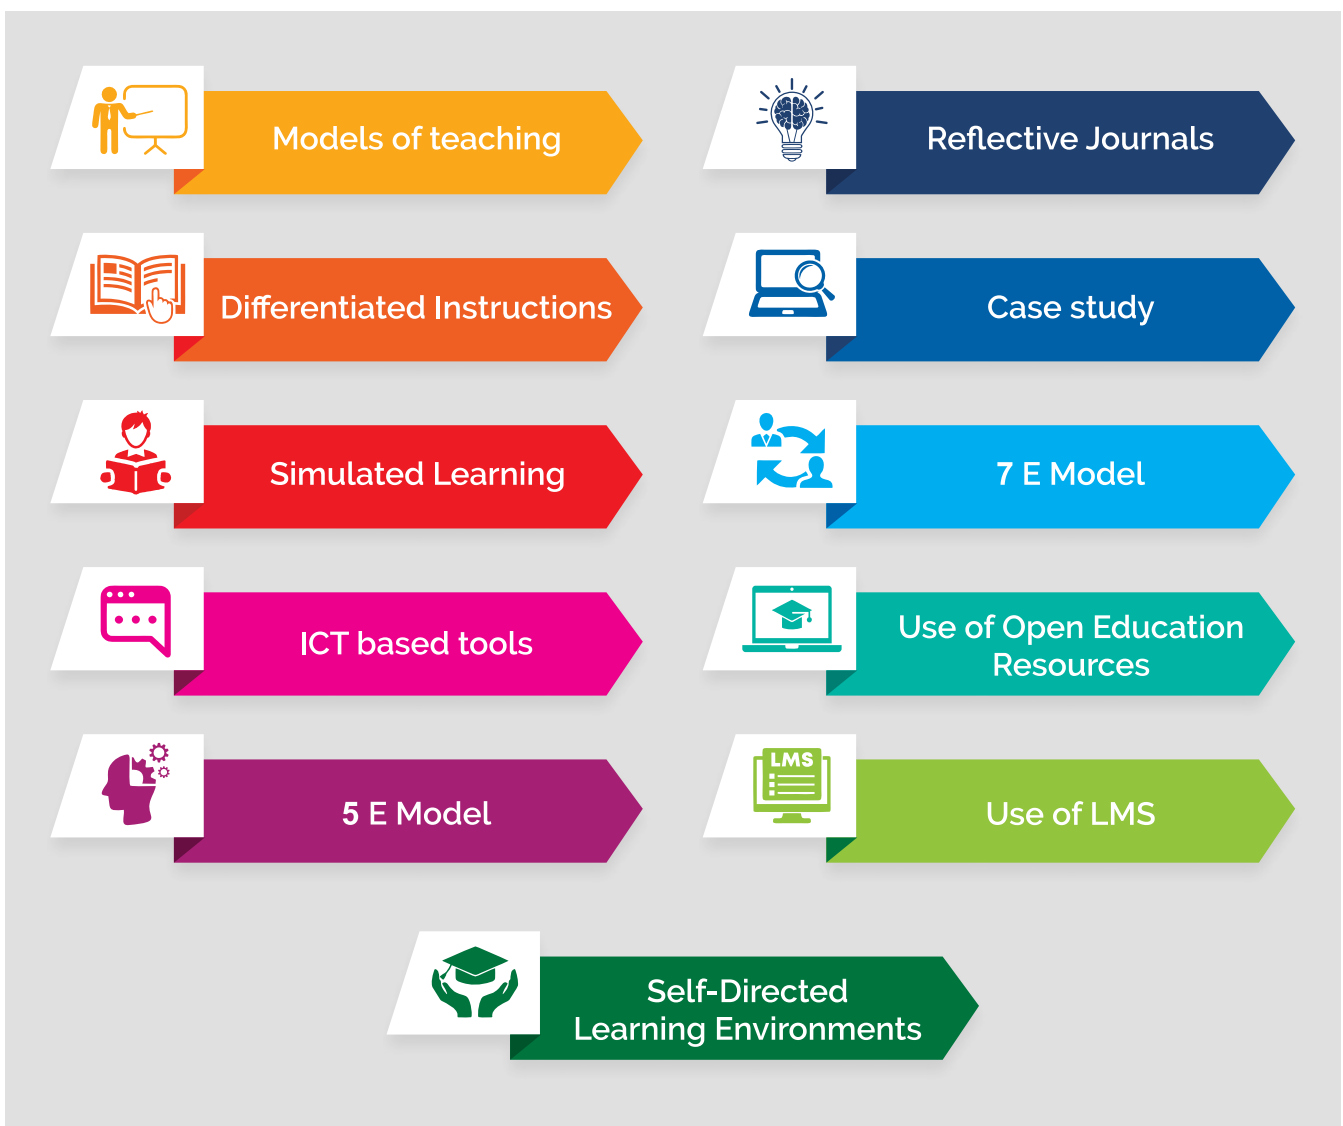 Models of teaching
Reflective Journals
Differentiated Instructions
Case study
Simulated Learning
7 E Model
ICT based tools
Use of Open Education
Resources
5 E Model
LMS
Use of LMS
Self-Directed
Learning Environments